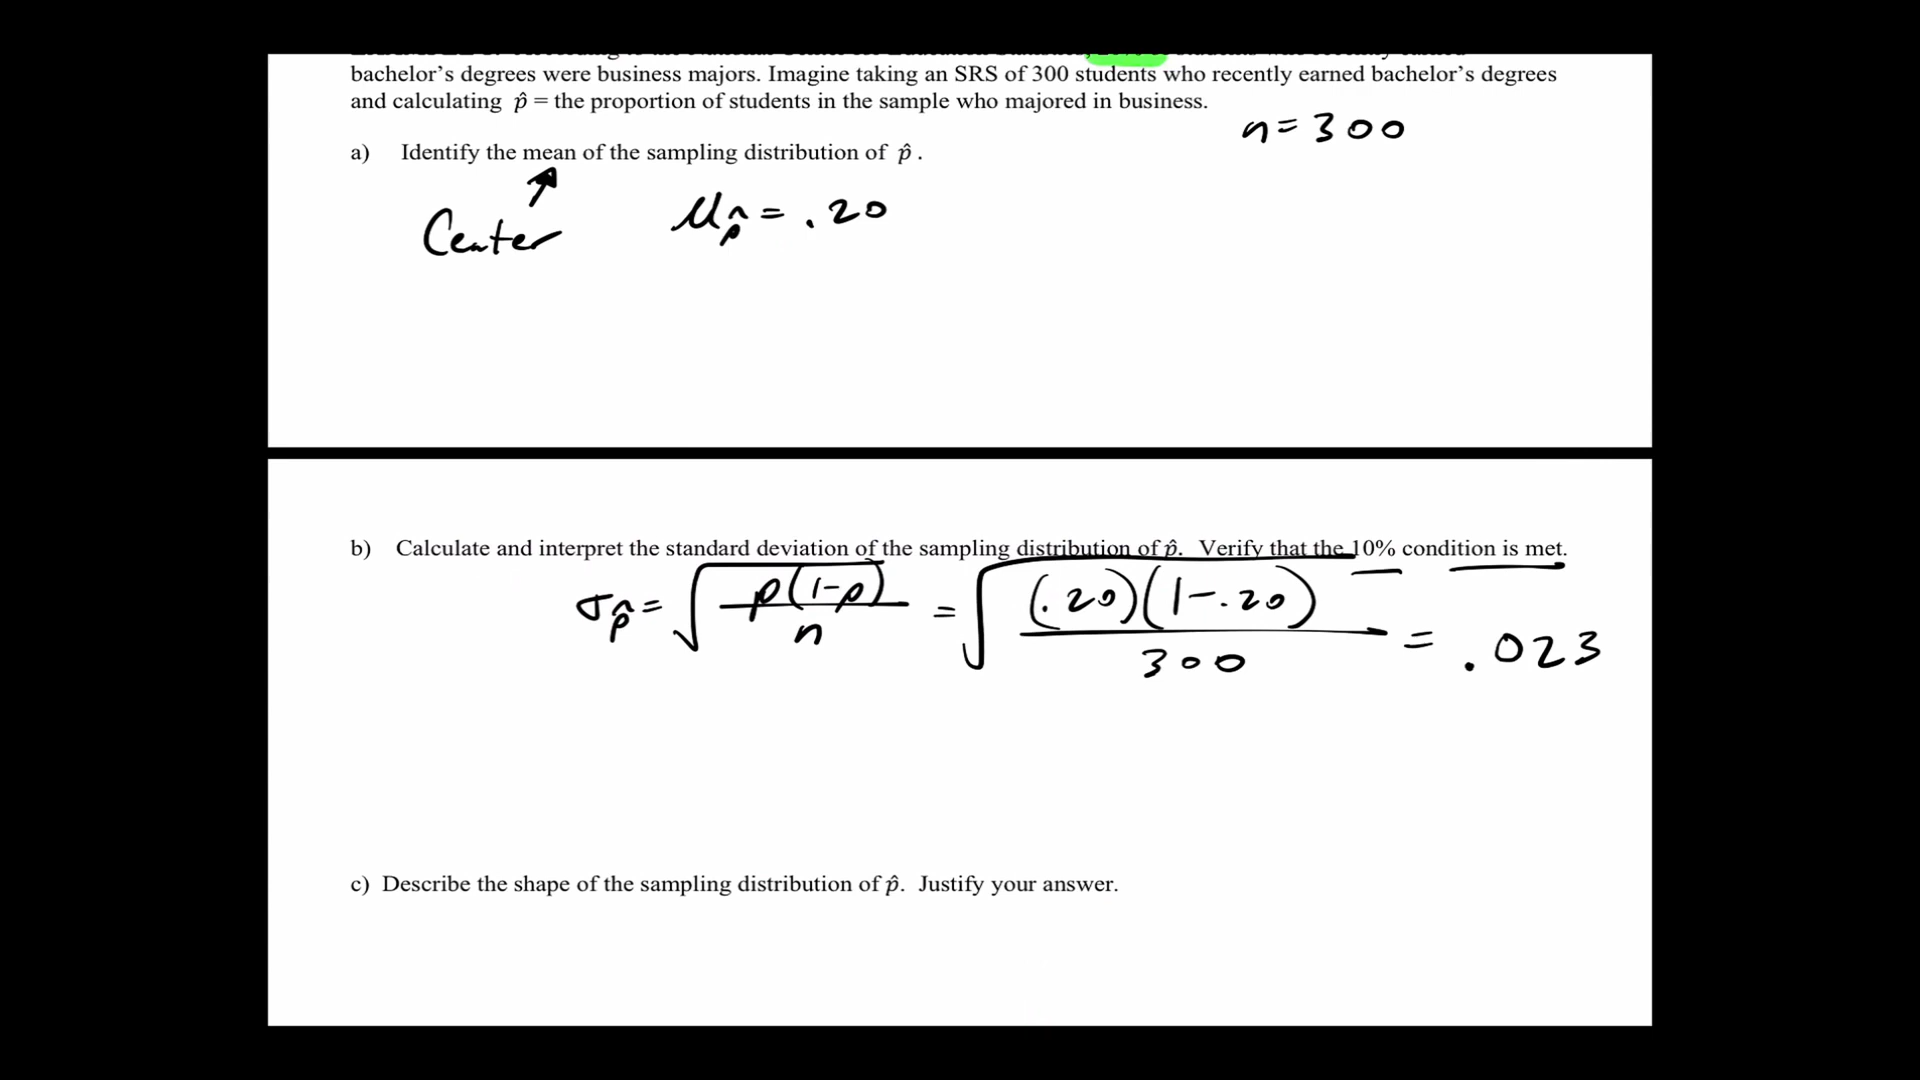 bachelor’s degrees were business majors. Imagine taking an SRS of 300 students who recently earned bachelor’s degrees
and calculating p̂ = the proportion of students in the sample who majored in business.
n = 300
a) Identify the mean of the sampling distribution of p̂ .
Center μp̂ = .20
b) Calculate and interpret the standard deviation of the sampling distribution of p̂. Verify that the 10% condition is met.
σp̂ = √(p(1-p)/n) = √((.20)(1-.20)/300) = .023
c) Describe the shape of the sampling distribution of p̂. Justify your answer.